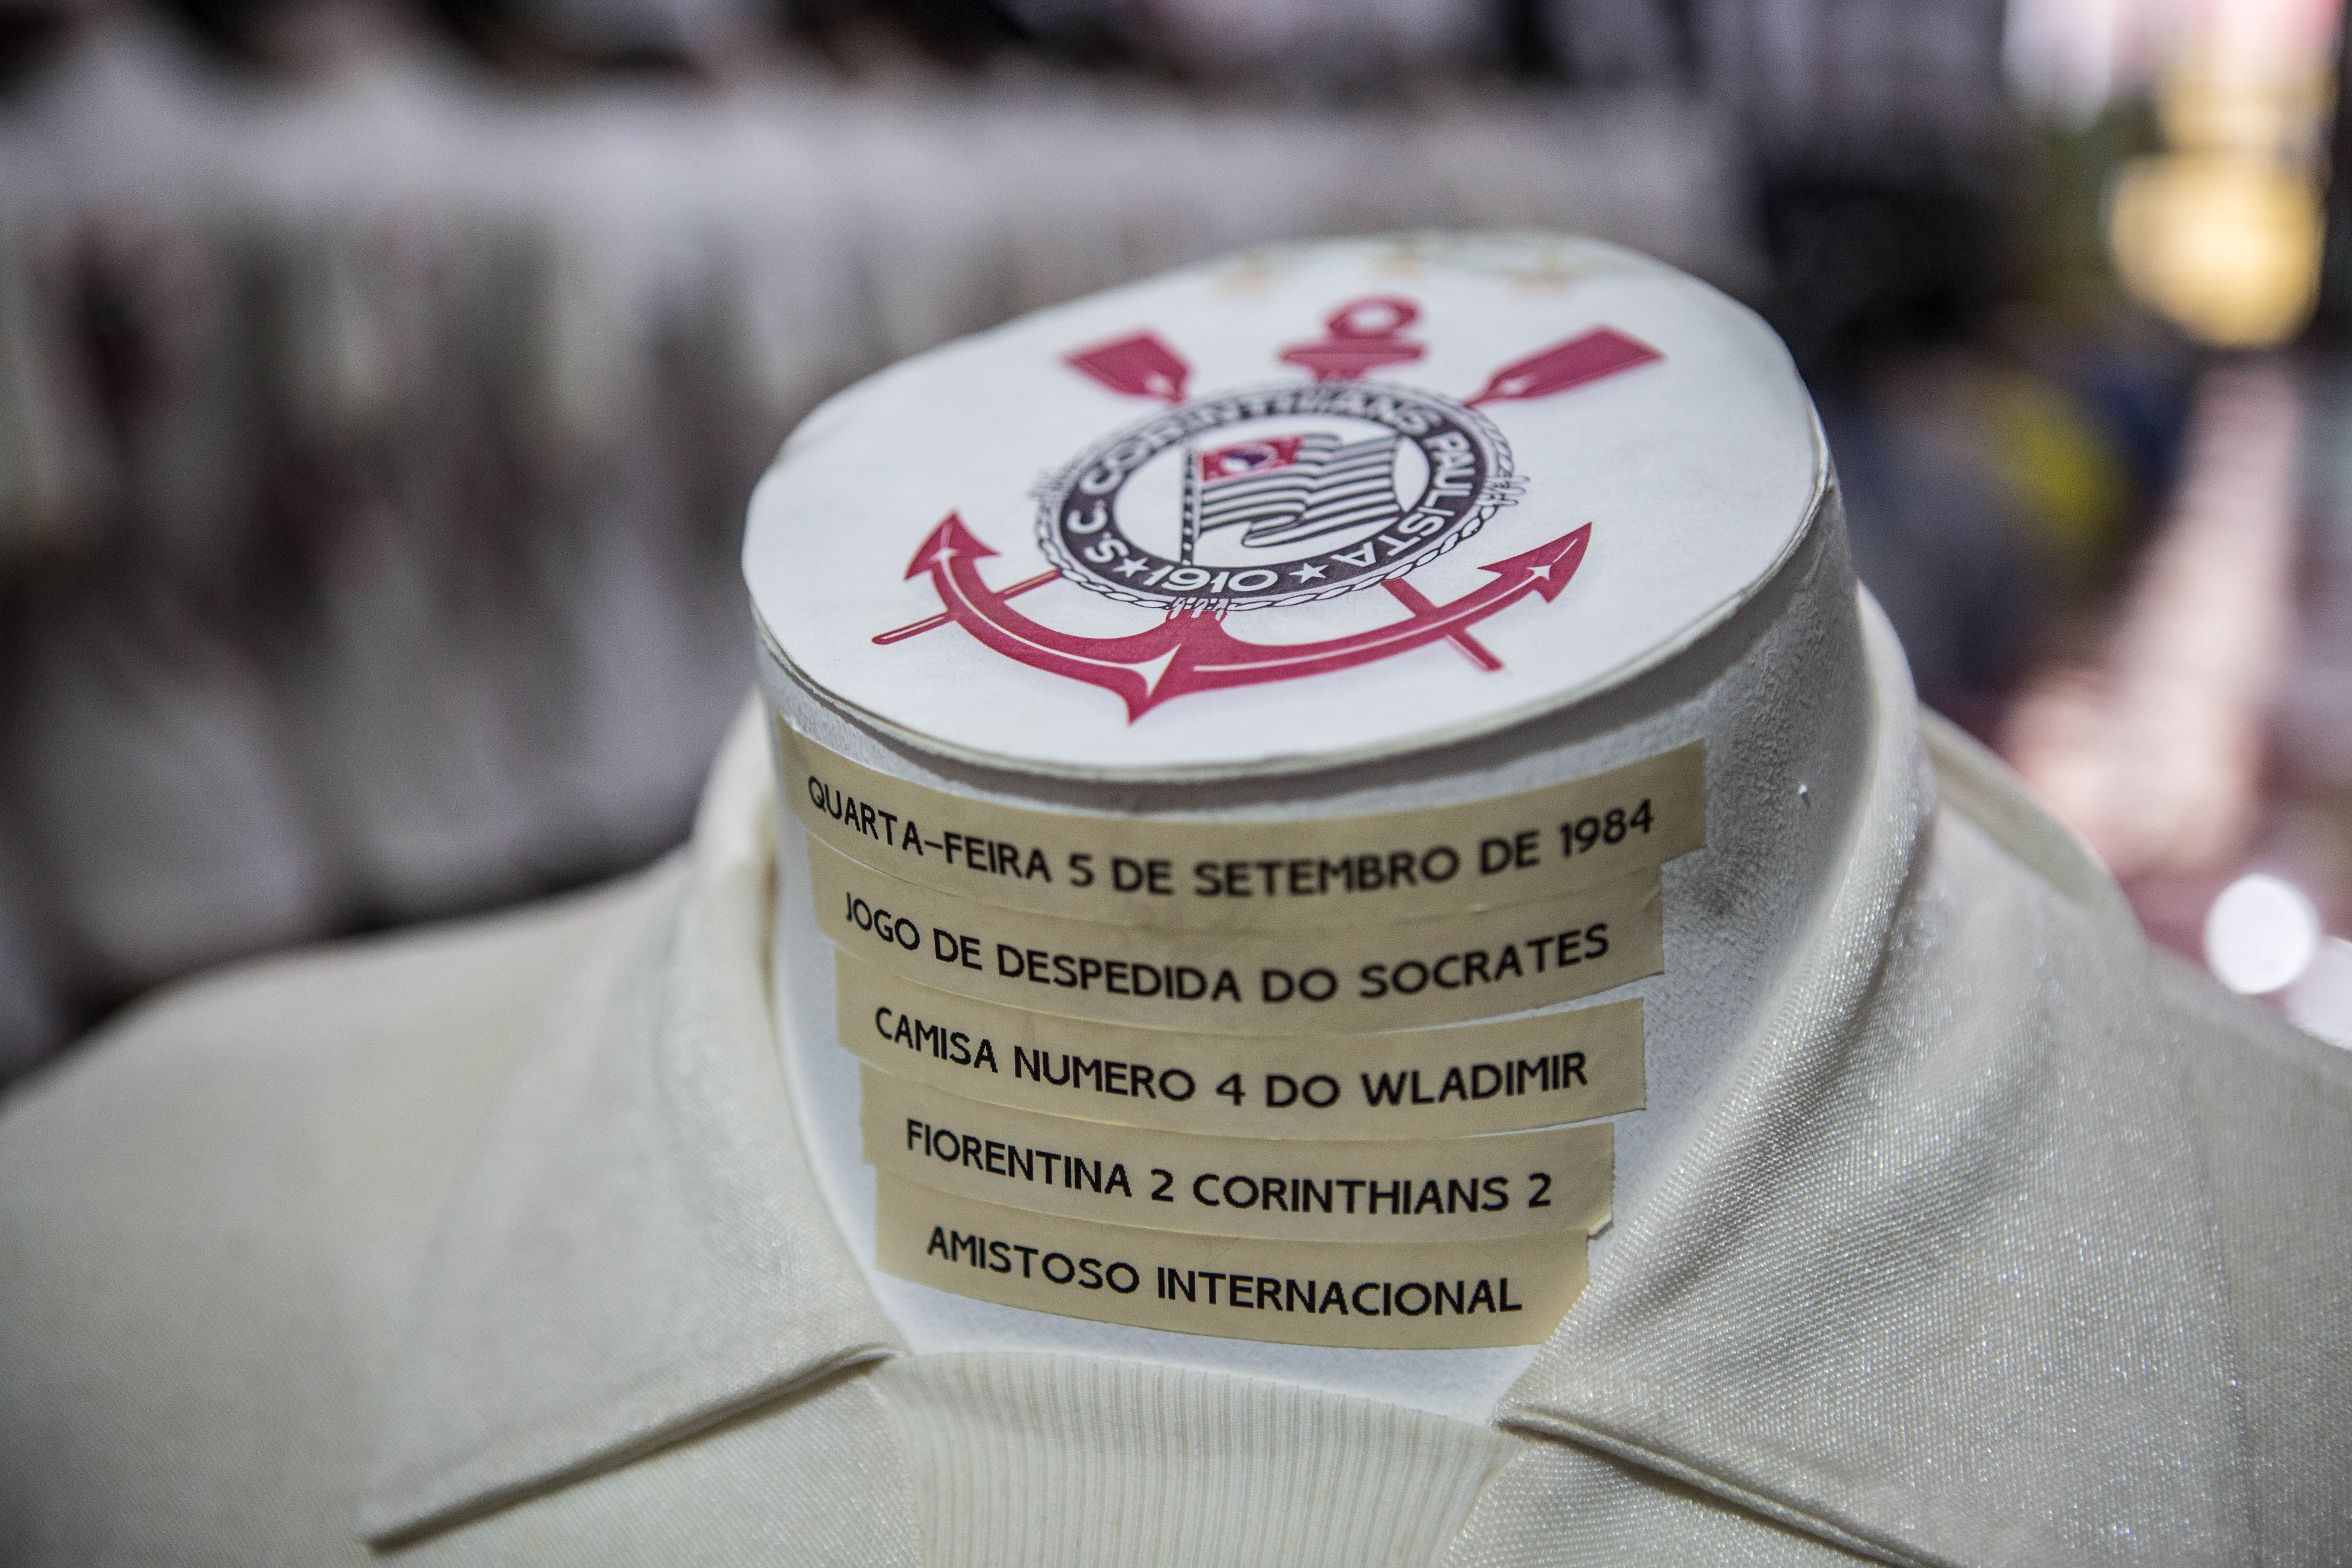 S. C. CORINTHIANS PAULISTA
1910
QUARTA-FEIRA 5 DE SETEMBRO DE 1984
JOGO DE DESPEDIDA DO SOCRATES
CAMISA NUMERO 4 DO WLADIMIR
FIORENTINA 2 CORINTHIANS 2
AMISTOSO INTERNACIONAL